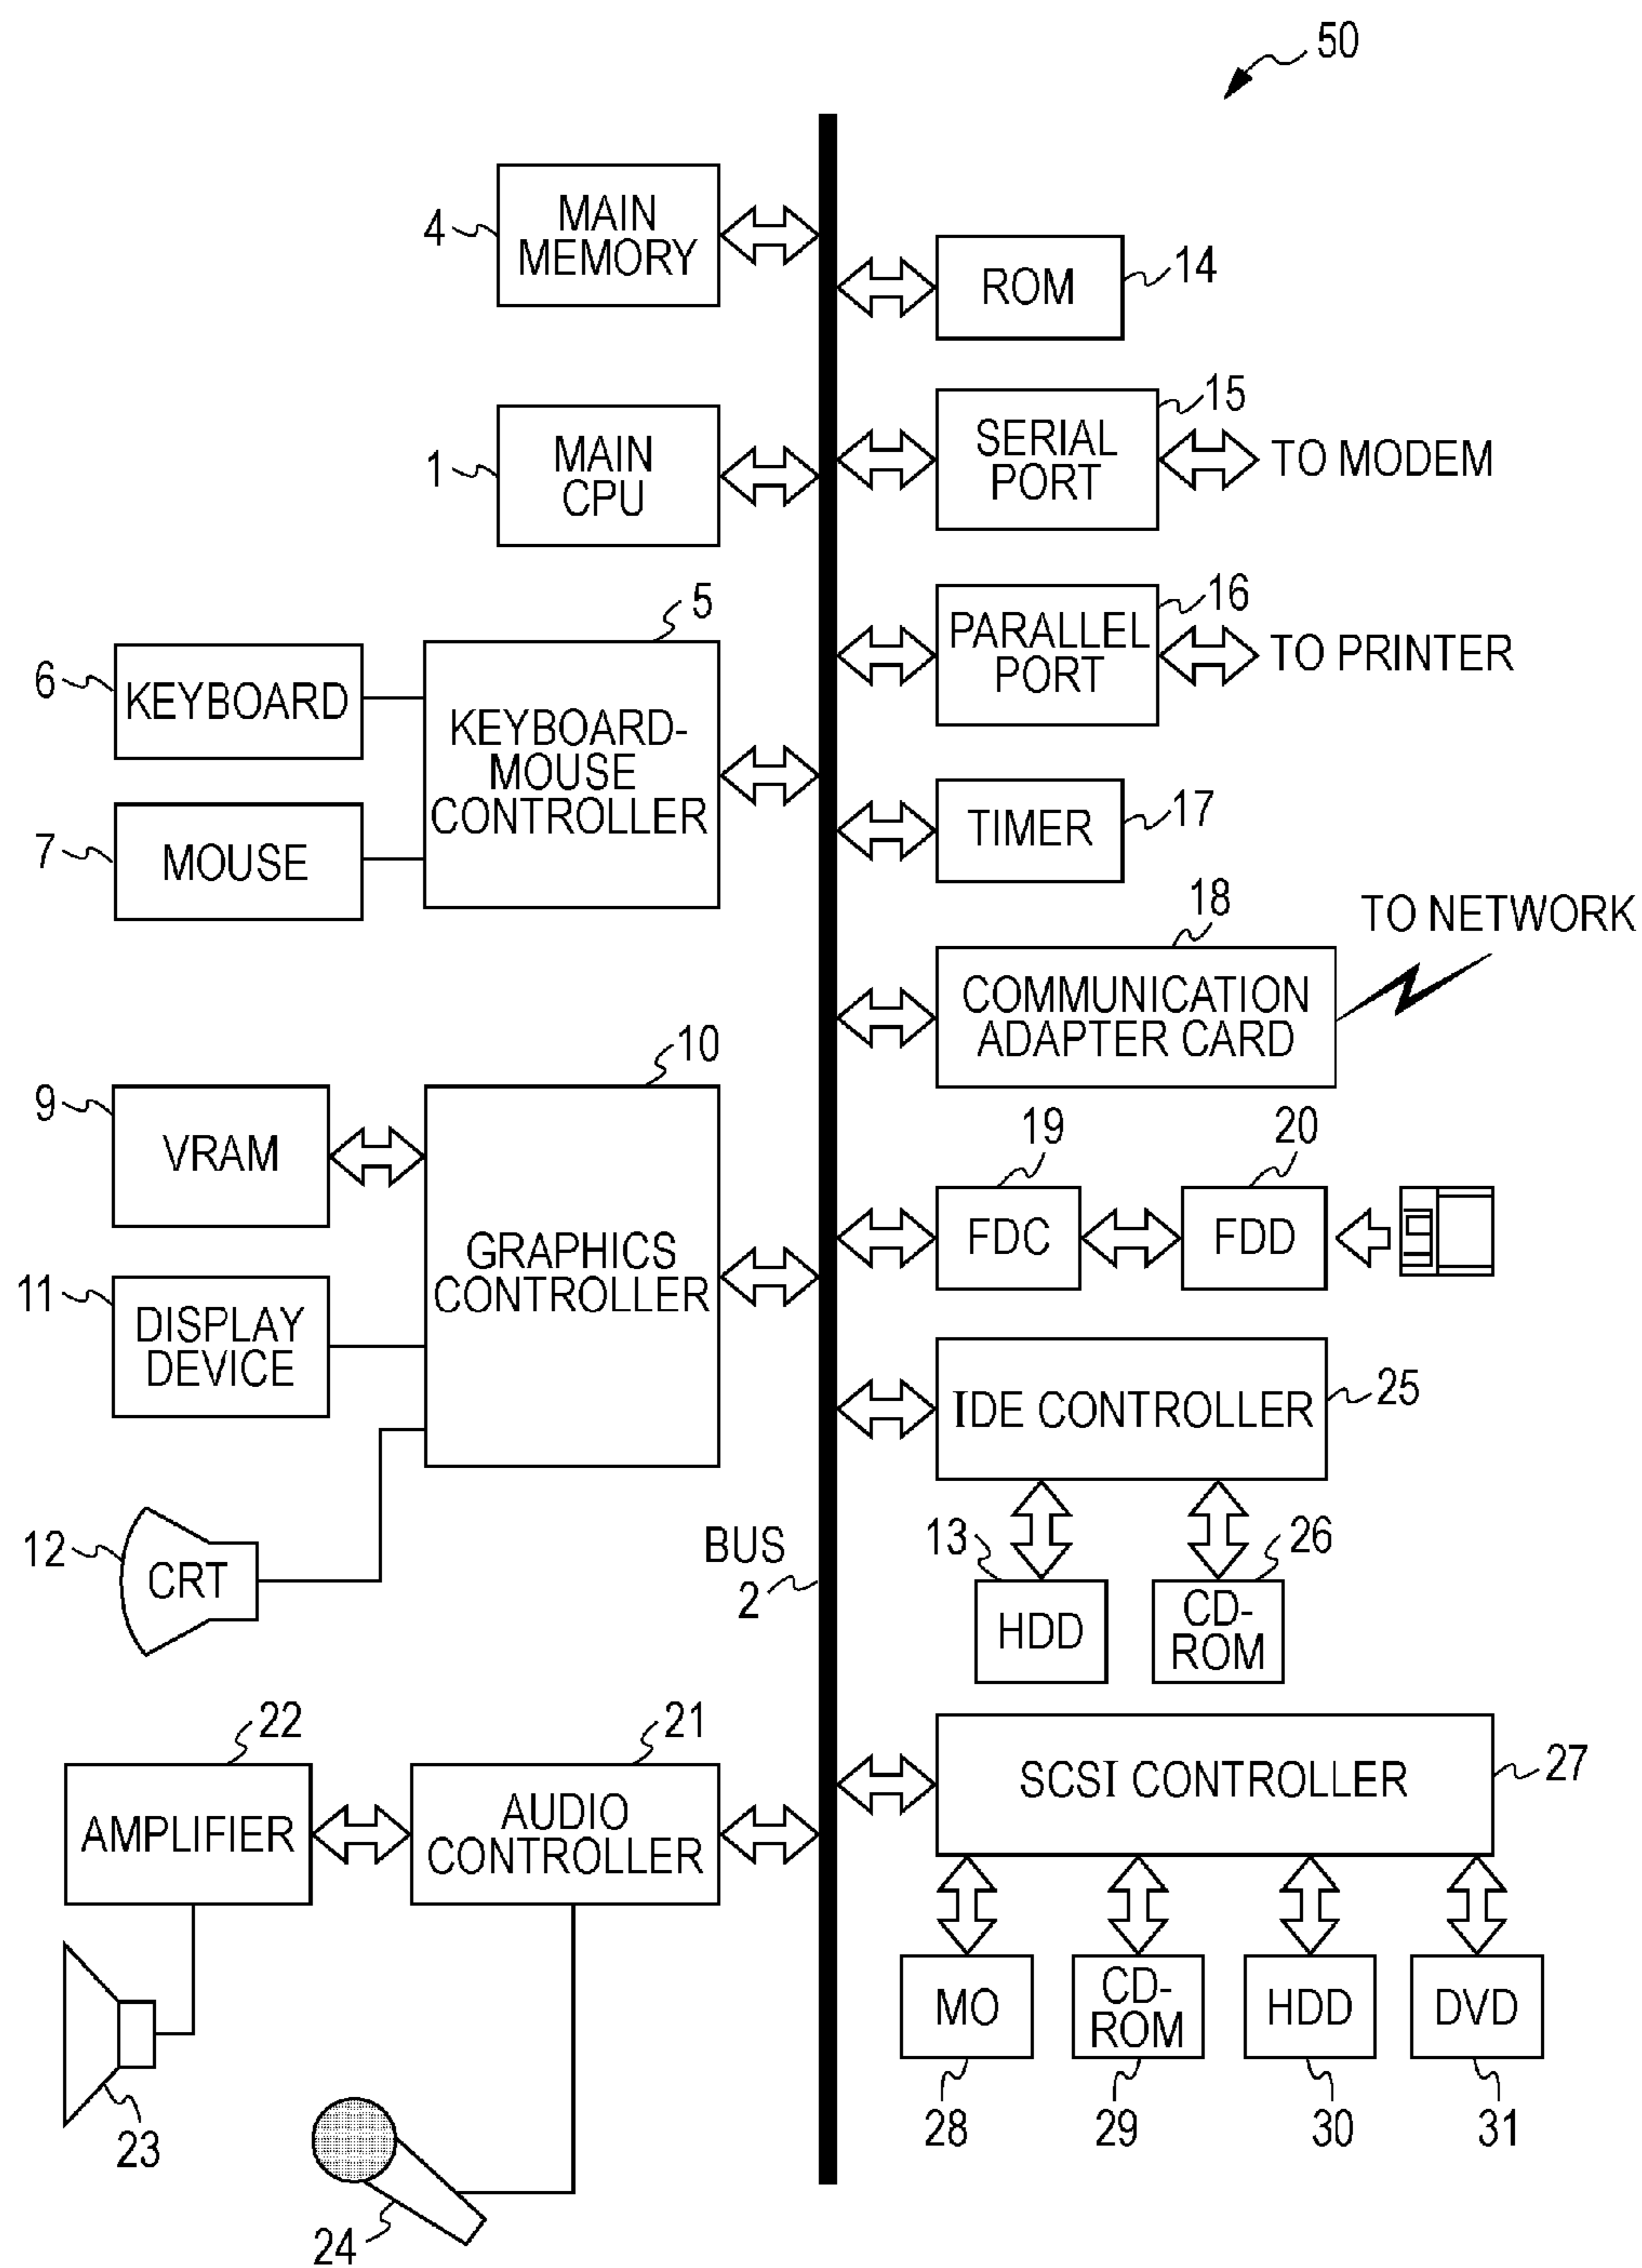 50
4
MAIN
MEMORY
ROM
14
1
MAIN
CPU
15
SERIAL
PORT
TO MODEM
5
16
PARALLEL
PORT
TO PRINTER
6
KEYBOARD
KEYBOARD-
MOUSE
CONTROLLER
7
MOUSE
TIMER
17
18
TO NETWORK
COMMUNICATION
ADAPTER CARD
10
9
VRAM
19
20
FDC
FDD
GRAPHICS
CONTROLLER
11
DISPLAY
DEVICE
IDE CONTROLLER
25
12
CRT
BUS
2
13
26
HDD
CD-
ROM
22
21
AMPLIFIER
AUDIO
CONTROLLER
SCSI CONTROLLER
27
MO
CD-
ROM
HDD
DVD
23
24
28
29
30
31